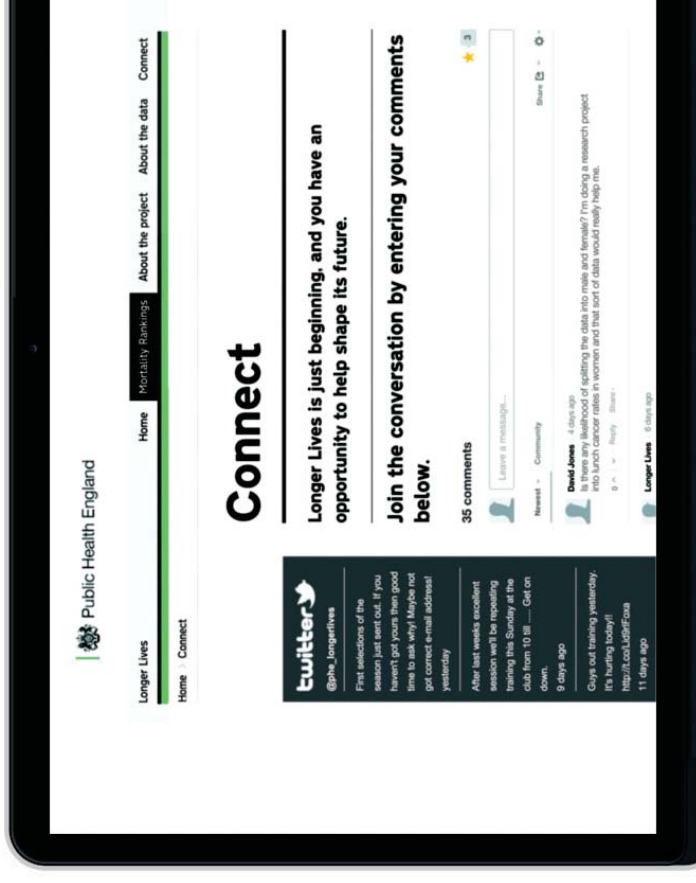 Public Health England
Longer Lives
Home
Mortality Rankings
About the project
About the data
Connect
Home > Connect
Connect
twitter
@phe_longerlives
First selections of the
season just sent out. If you
haven't got yours then good
time to ask why! Maybe not
got correct e-mail address!
yesterday
After last weeks excellent
session we'll be repeating
training this Sunday at the
club from 10 till .... Get on
down.
9 days ago
Guys out training yesterday.
It's hurting today!!
11 days ago
Longer Lives is just beginning, and you have an
opportunity to help shape its future.
Join the conversation by entering your comments
below.
35 comments
3
Leave a message...
Newest
Community
Share
David Jones 4 days ago
Is there any likelihood of splitting the data into male and female? I'm doing a research project
into lunch cancer rates in women and that sort of data would really help me.
0
Reply
Share ›
Longer Lives 6 days ago